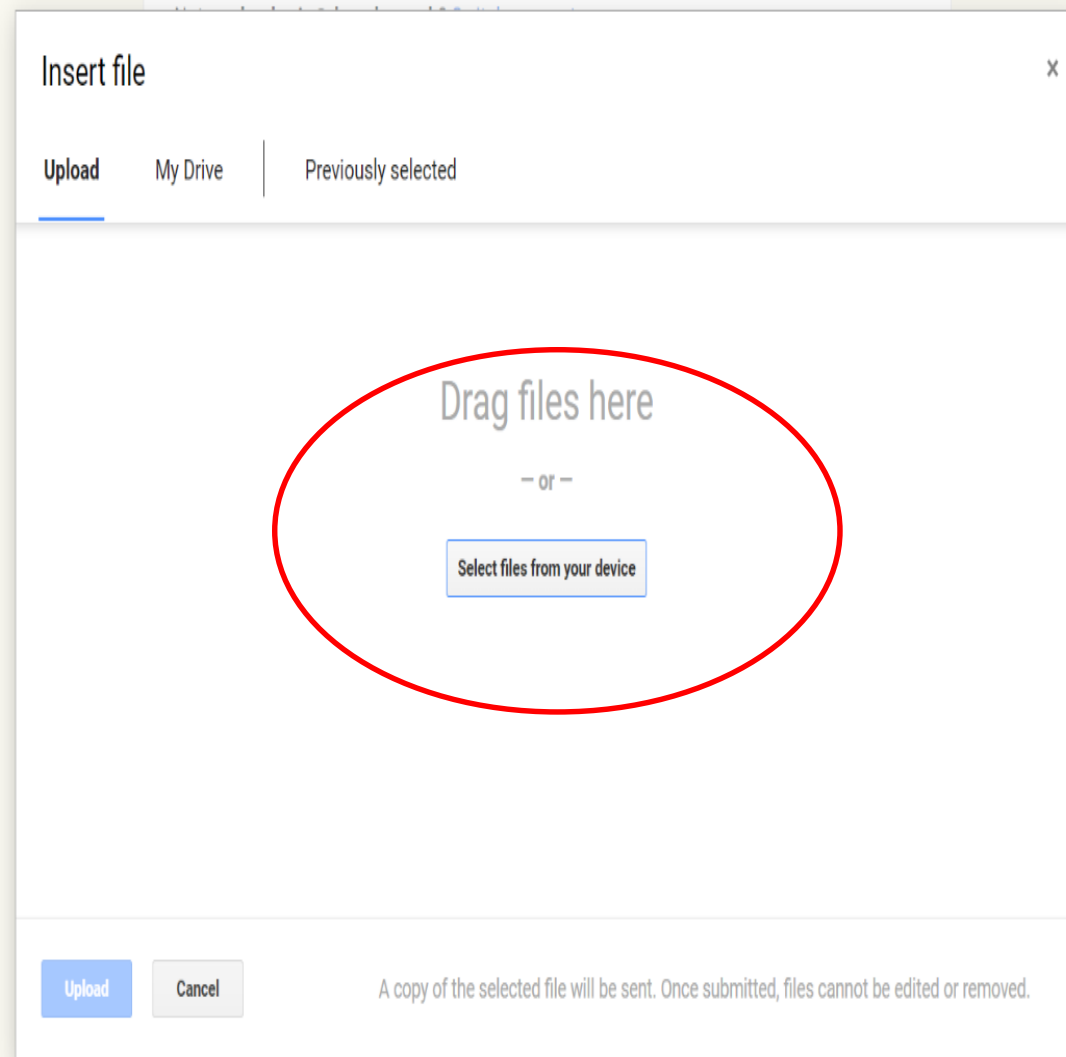 Insert file
x
Upload My Drive Previously selected
Drag files here
— or —
Select files from your device
Upload Cancel A copy of the selected file will be sent. Once submitted, files cannot be edited or removed.